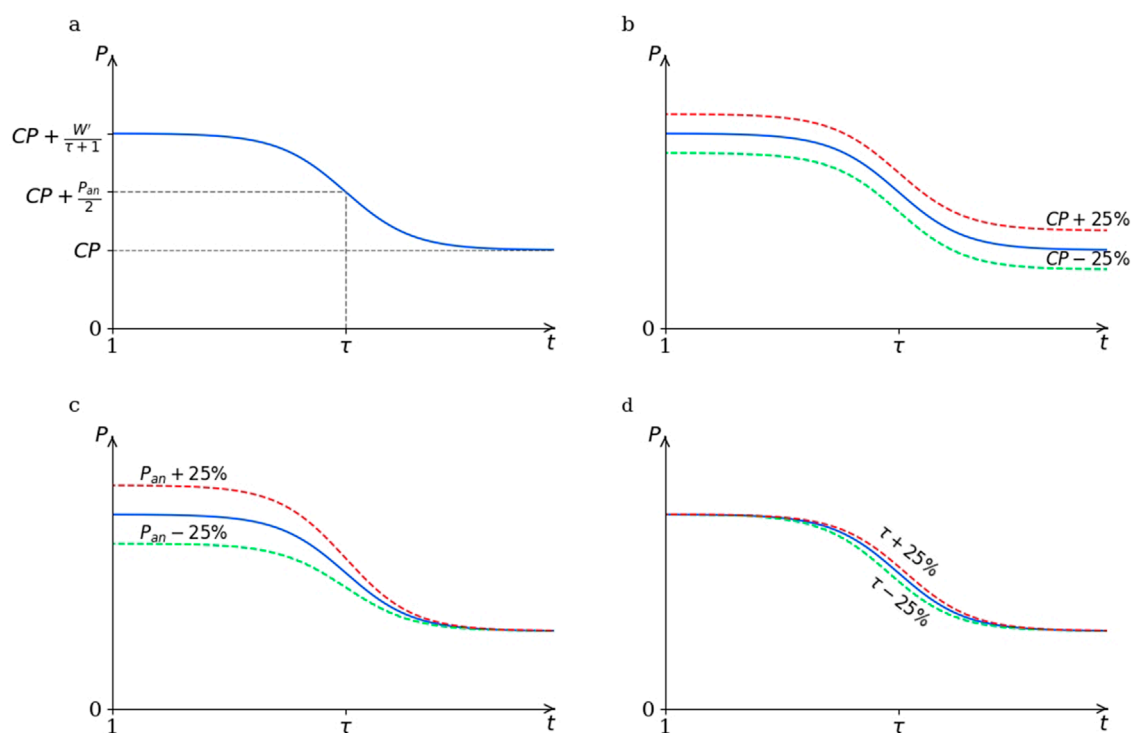 a
P
CP + W′/(τ + 1)
CP + P_an/2
CP
0
1
τ
t
b
P
CP + 25%
CP − 25%
0
1
τ
t
c
P
P_an + 25%
P_an − 25%
0
1
τ
t
d
P
τ + 25%
τ − 25%
0
1
τ
t